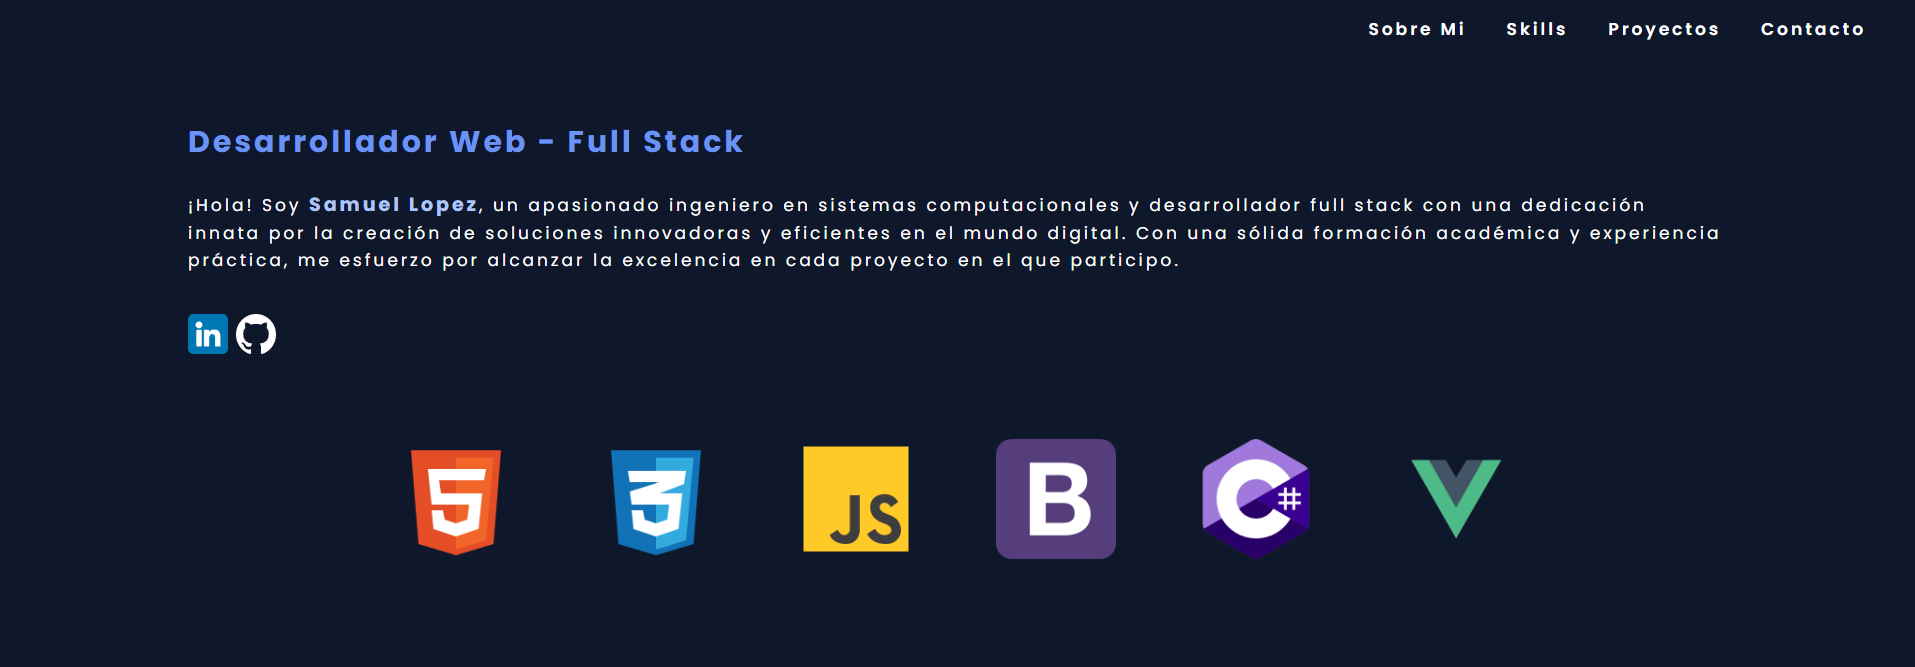 Sobre Mi Skills Proyectos Contacto
Desarrollador Web - Full Stack
¡Hola! Soy Samuel Lopez, un apasionado ingeniero en sistemas computacionales y desarrollador full stack con una dedicación
innata por la creación de soluciones innovadoras y eficientes en el mundo digital. Con una sólida formación académica y experiencia
práctica, me esfuerzo por alcanzar la excelencia en cada proyecto en el que participo.
in
5 3 JS B C#